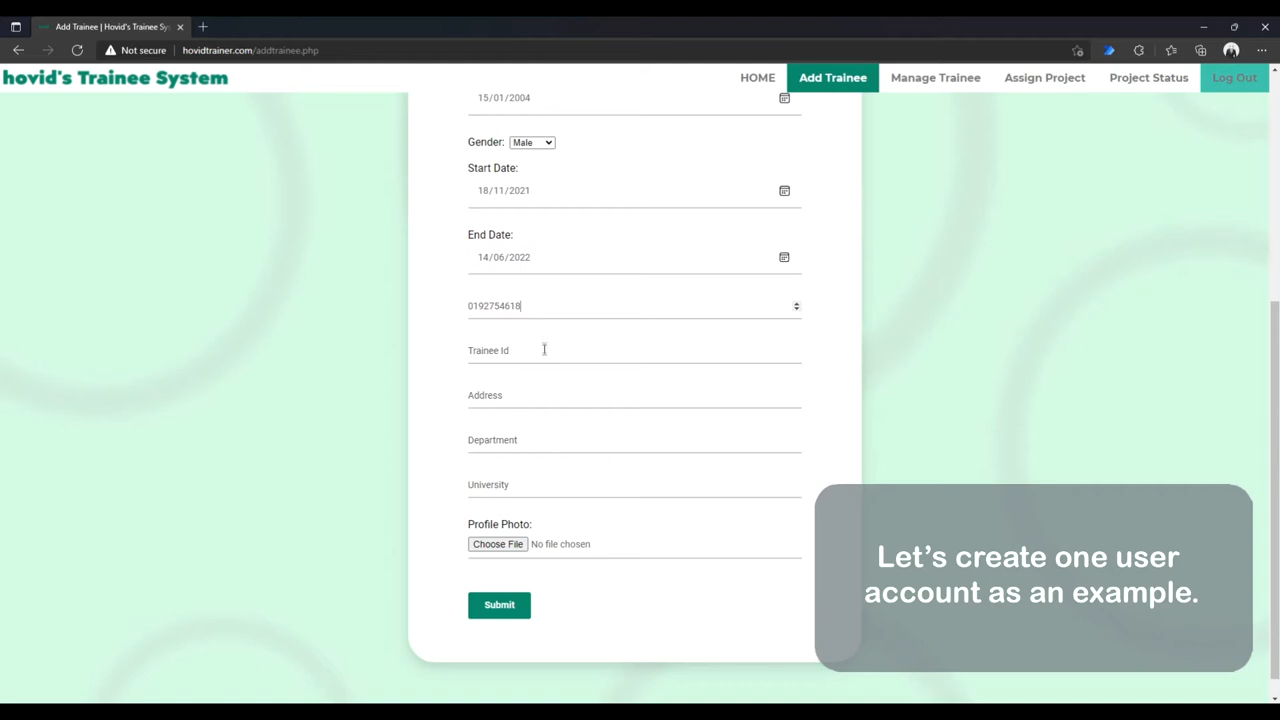 Add Trainee | Hovid's Trainee Sy
Not secure
hovidtrainer.com/addtrainee.php
hovid's Trainee System
HOME
Add Trainee
Manage Trainee
Assign Project
Project Status
Log Out
15/01/2004
Gender: Male
Start Date:
18/11/2021
End Date:
14/06/2022
0192754618
Trainee Id
Address
Department
University
Profile Photo:
Choose File No file chosen
Submit
Let's create one user
account as an example.